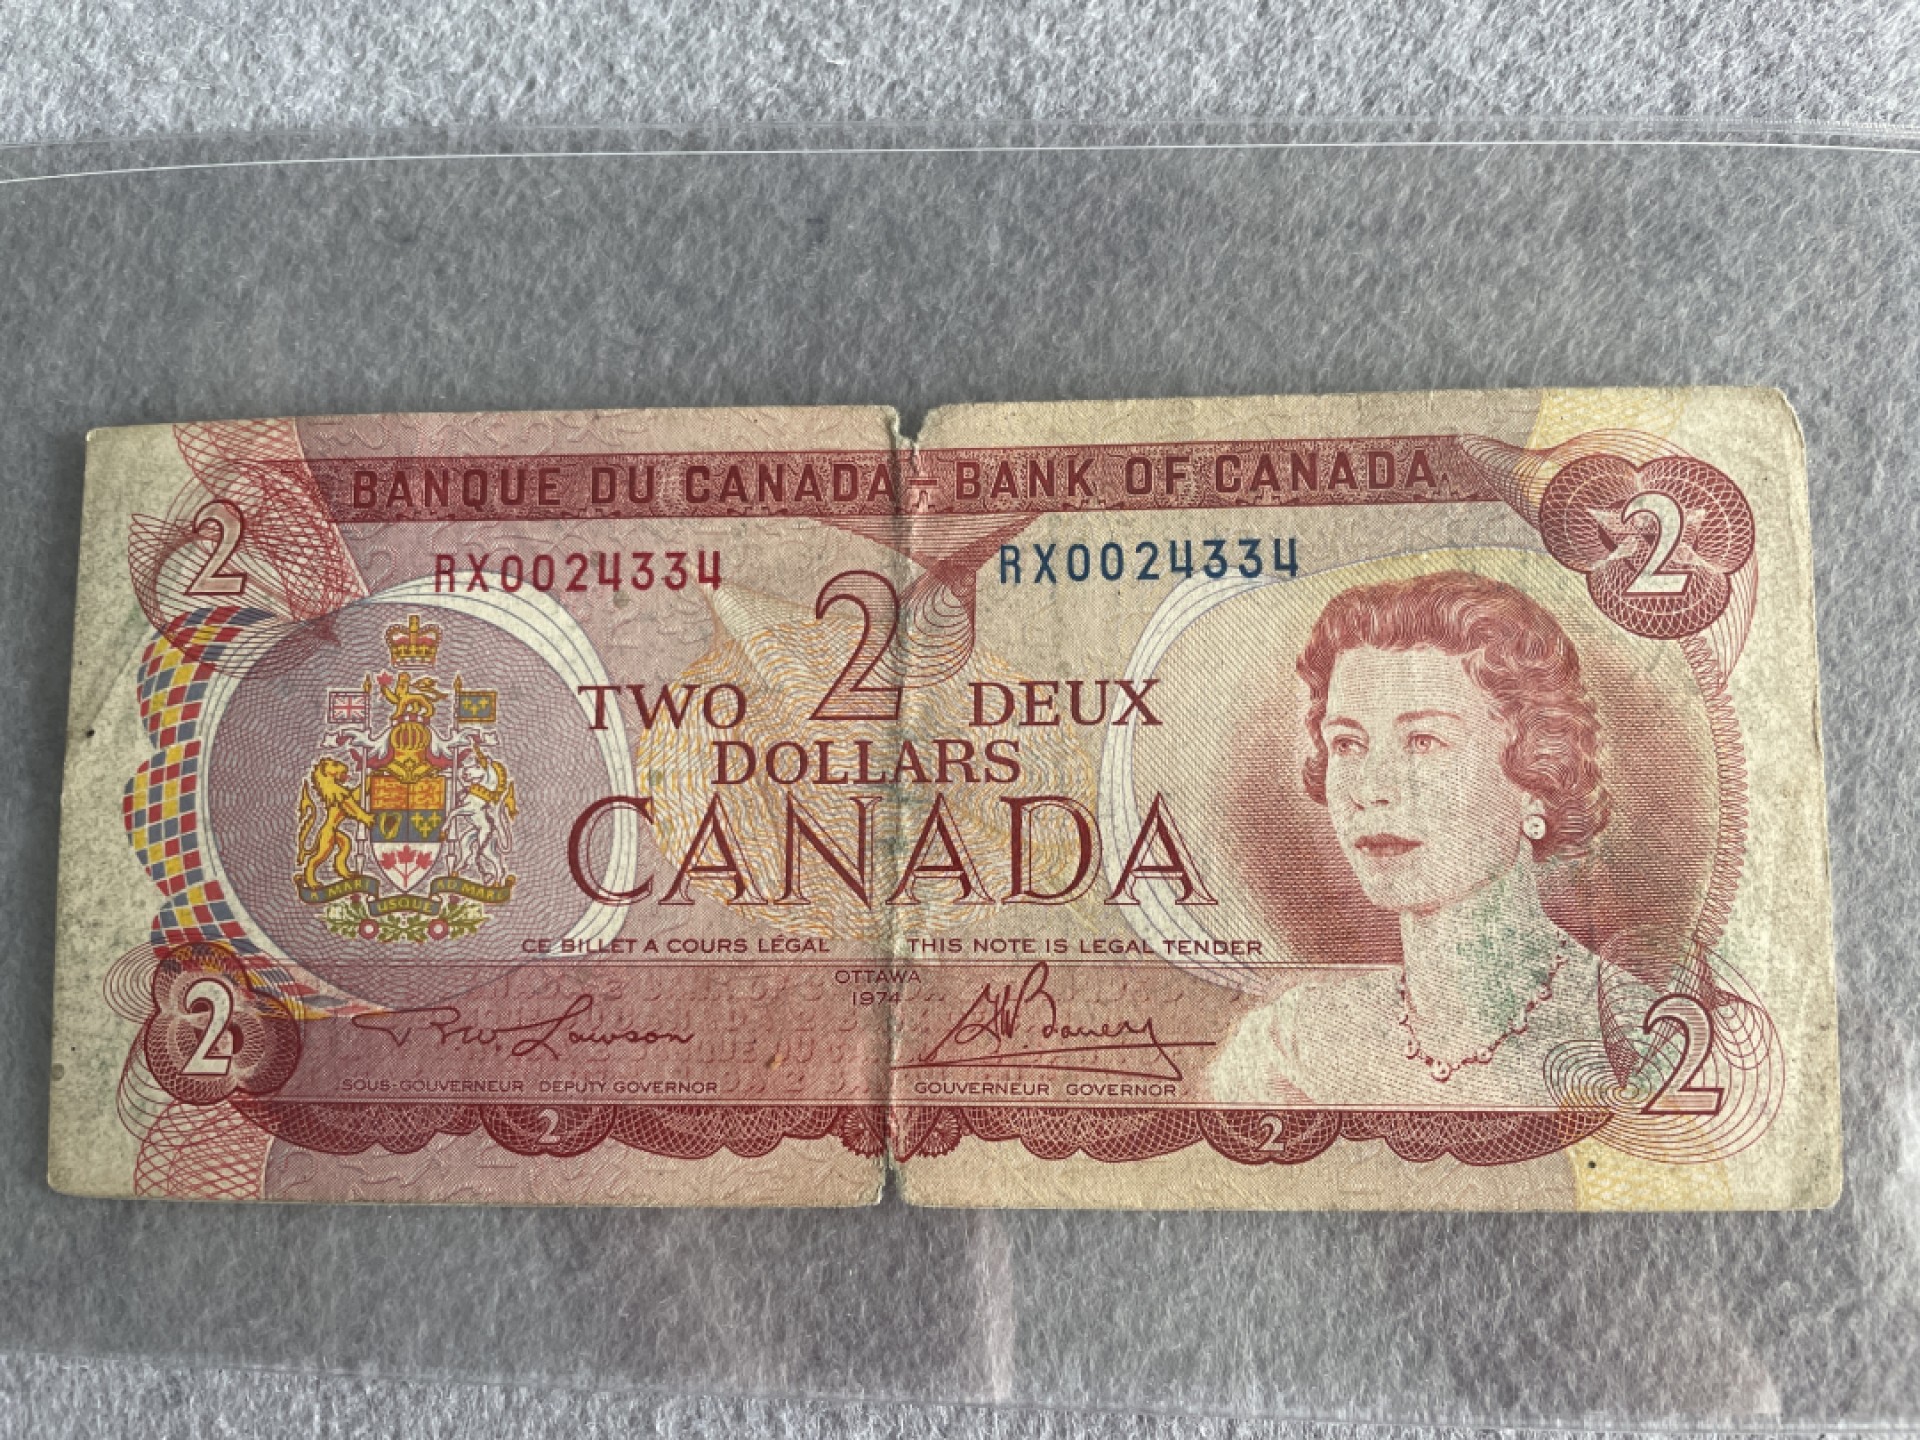 BANQUE DU CANADA – BANK OF CANADA
2
2
RX0024334
RX0024334
2
TWO
DEUX
DOLLARS
CANADA
A MARI
USQUE
AD MARE
CE BILLET A COURS LÉGAL
THIS NOTE IS LEGAL TENDER
OTTAWA
1974
R.W. Lawson
G.K. Bouey
SOUS-GOUVERNEUR DEPUTY GOVERNOR
GOUVERNEUR GOVERNOR
2
2
2
2